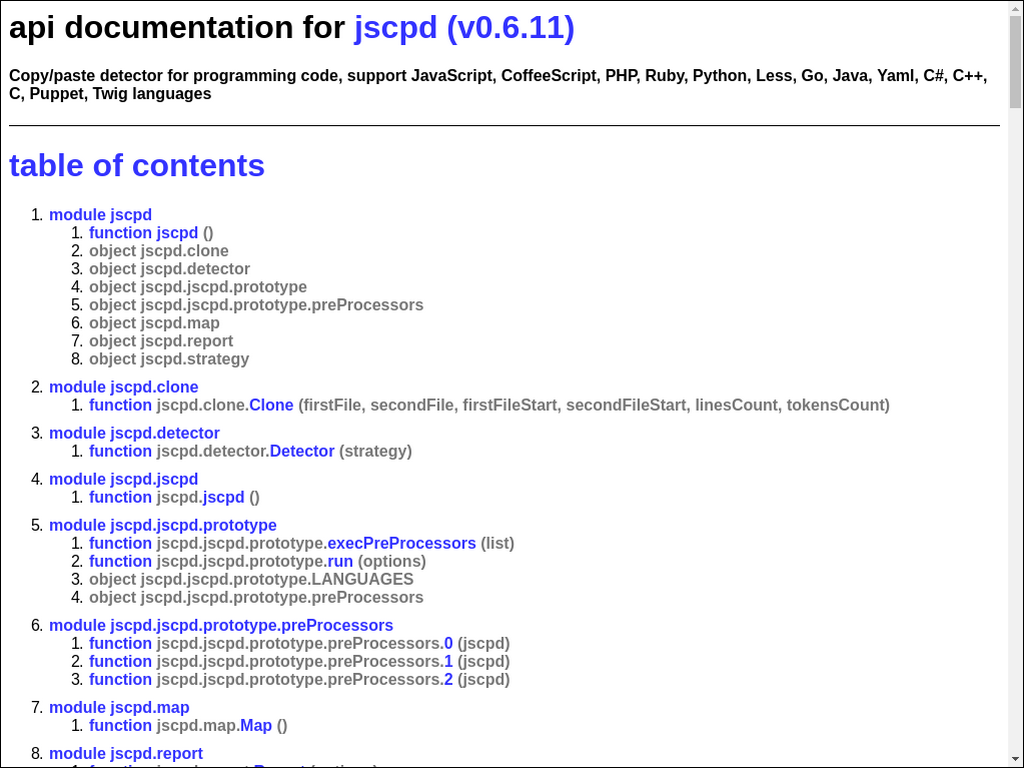 api documentation for jscpd (v0.6.11)
Copy/paste detector for programming code, support JavaScript, CoffeeScript, PHP, Ruby, Python, Less, Go, Java, Yaml, C#, C++,
C, Puppet, Twig languages
table of contents
1. module jscpd
1. function jscpd ()
2. object jscpd.clone
3. object jscpd.detector
4. object jscpd.jscpd.prototype
5. object jscpd.jscpd.prototype.preProcessors
6. object jscpd.map
7. object jscpd.report
8. object jscpd.strategy
2. module jscpd.clone
1. function jscpd.clone.Clone (firstFile, secondFile, firstFileStart, secondFileStart, linesCount, tokensCount)
3. module jscpd.detector
1. function jscpd.detector.Detector (strategy)
4. module jscpd.jscpd
1. function jscpd.jscpd ()
5. module jscpd.jscpd.prototype
1. function jscpd.jscpd.prototype.execPreProcessors (list)
2. function jscpd.jscpd.prototype.run (options)
3. object jscpd.jscpd.prototype.LANGUAGES
4. object jscpd.jscpd.prototype.preProcessors
6. module jscpd.jscpd.prototype.preProcessors
1. function jscpd.jscpd.prototype.preProcessors.0 (jscpd)
2. function jscpd.jscpd.prototype.preProcessors.1 (jscpd)
3. function jscpd.jscpd.prototype.preProcessors.2 (jscpd)
7. module jscpd.map
1. function jscpd.map.Map ()
8. module jscpd.report